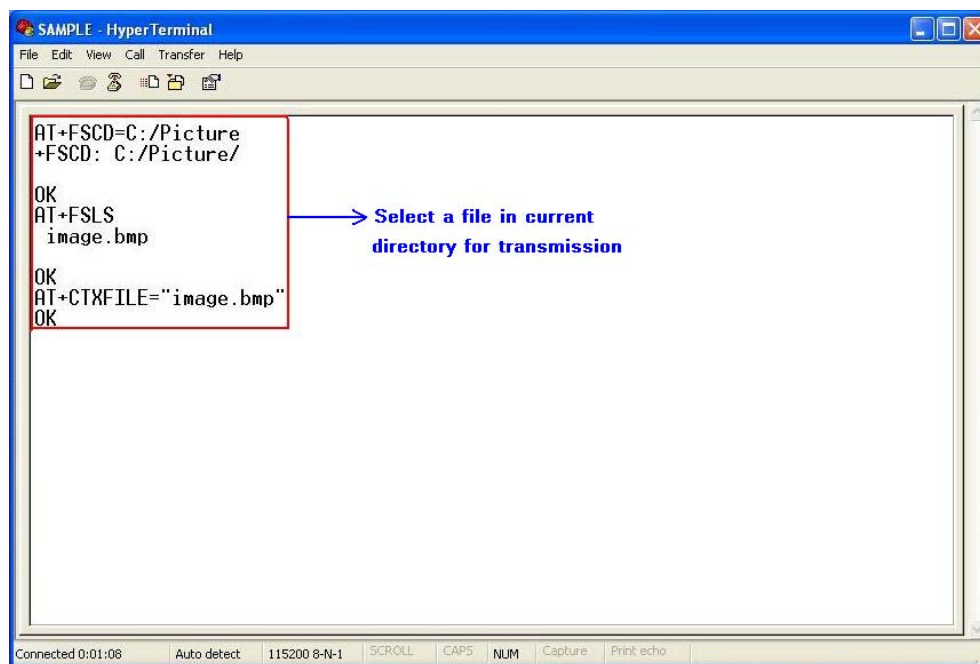 SAMPLE - HyperTerminal
File Edit View Call Transfer Help
AT+FSCD=C:/Picture
+FSCD: C:/Picture/
OK
AT+FSLS
image.bmp
OK
AT+CTXFILE="image.bmp"
OK
Select a file in current
directory for transmission
Connected 0:01:08 Auto detect 115200 8-N-1 SCROLL CAPS NUM Capture Print echo